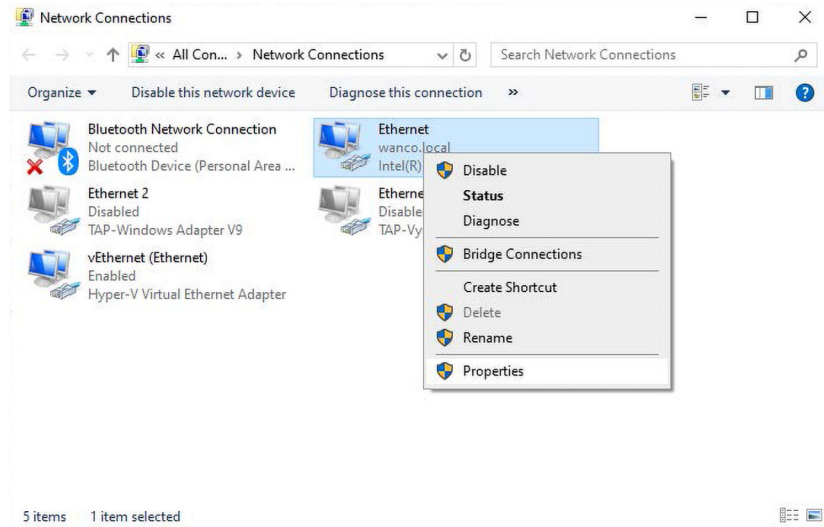 Network Connections
« All Con... › Network Connections
Search Network Connections
Organize
Disable this network device
Diagnose this connection
»
Bluetooth Network Connection
Not connected
Bluetooth Device (Personal Area ...
Ethernet
wanco.local
Intel(R)
Ethernet 2
Disabled
TAP-Windows Adapter V9
Etherne
Disable
TAP-Vy
vEthernet (Ethernet)
Enabled
Hyper-V Virtual Ethernet Adapter
Disable
Status
Diagnose
Bridge Connections
Create Shortcut
Delete
Rename
Properties
5 items
1 item selected